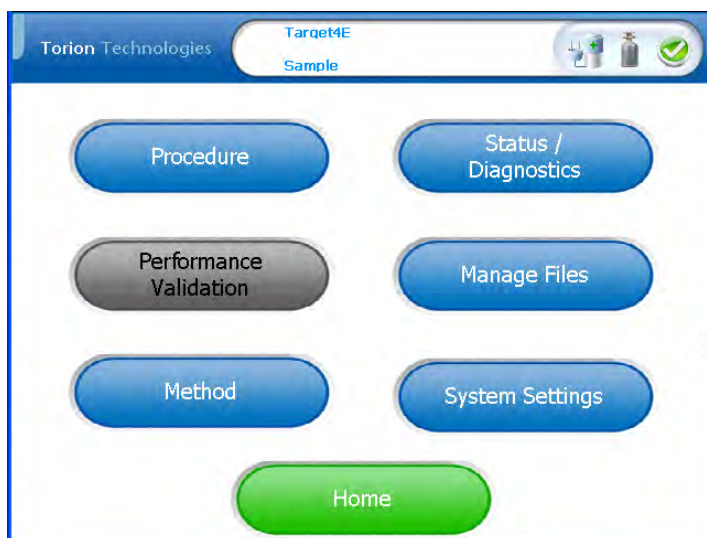 Torion Technologies
Target4E
Sample
Procedure
Status /
Diagnostics
Performance
Validation
Manage Files
Method
System Settings
Home